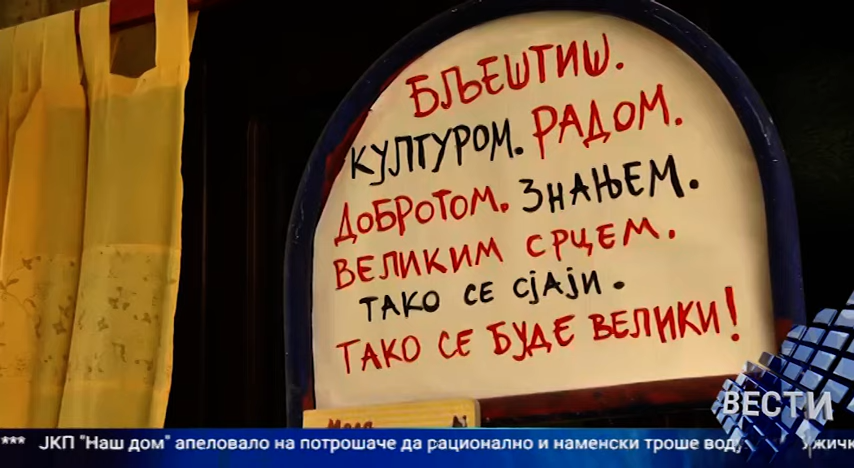 БЉЕШТИШ.
КУЛТУРОМ. РАДОМ.
ДОБРОТОМ. ЗНАЊЕМ.
ВЕЛИКИМ СРЦЕМ.
ТАКО СЕ СЈАЈИ.
ТАКО СЕ БУДЕ ВЕЛИКИ!
ВЕСТИ
*** ЈКП "Наш дом" апеловало на потрошаче да рационално и наменски троше воду